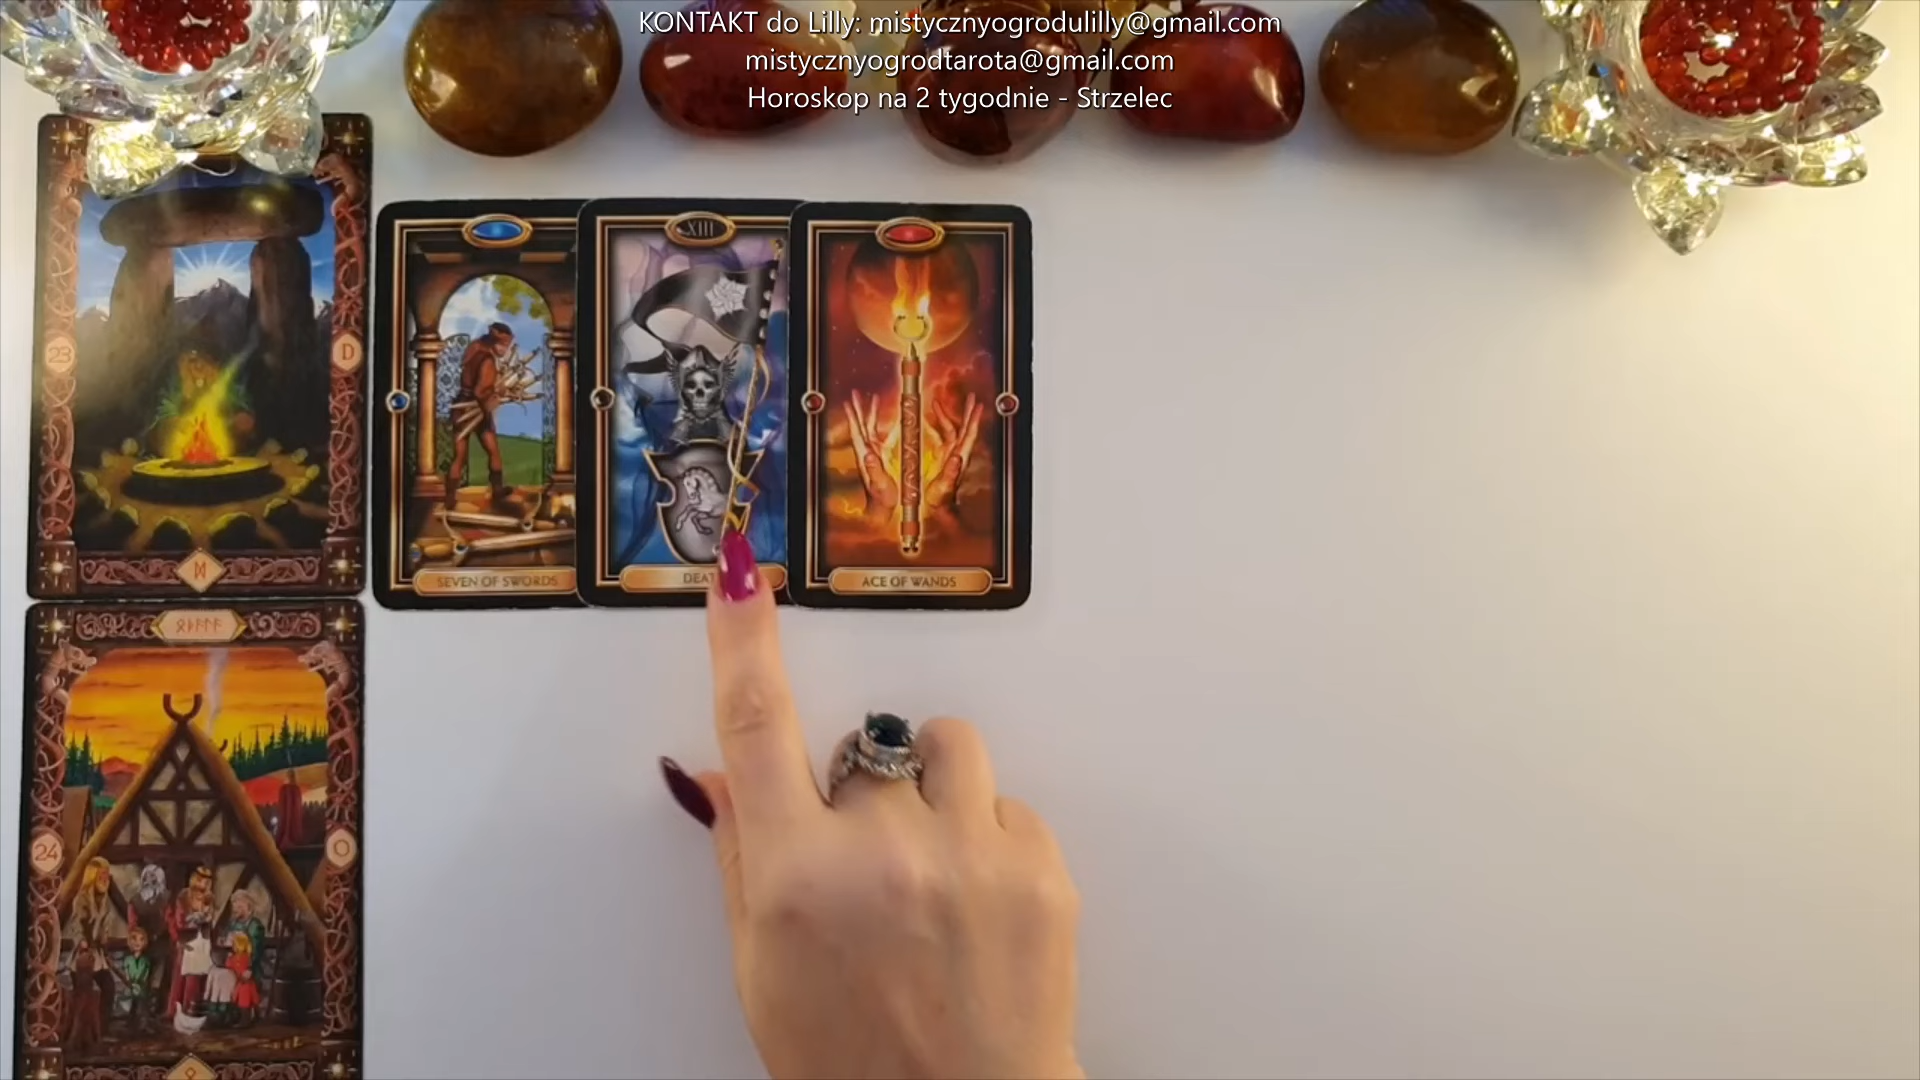 KONTAKT do Lilly: mistycznyogrodulilly@gmail.com
mistycznyogrodtarota@gmail.com
Horoskop na 2 tygodnie - Strzelec
XIII
23
D
SEVEN OF SWORDS
ACE OF WANDS
ᛟᚦᚨᛚᚨ
24
O